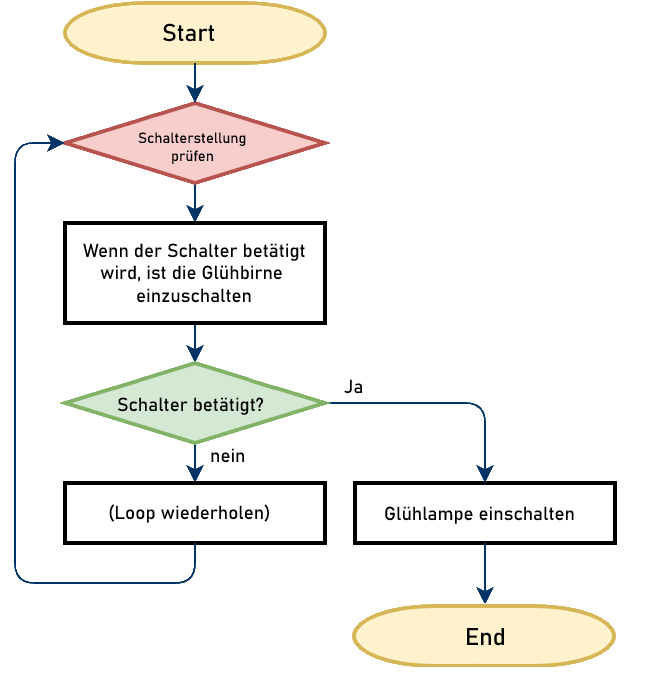 Start
Schalterstellung
prüfen
Wenn der Schalter betätigt
wird, ist die Glühbirne
einzuschalten
Schalter betätigt?
Ja
nein
(Loop wiederholen)
Glühlampe einschalten
End